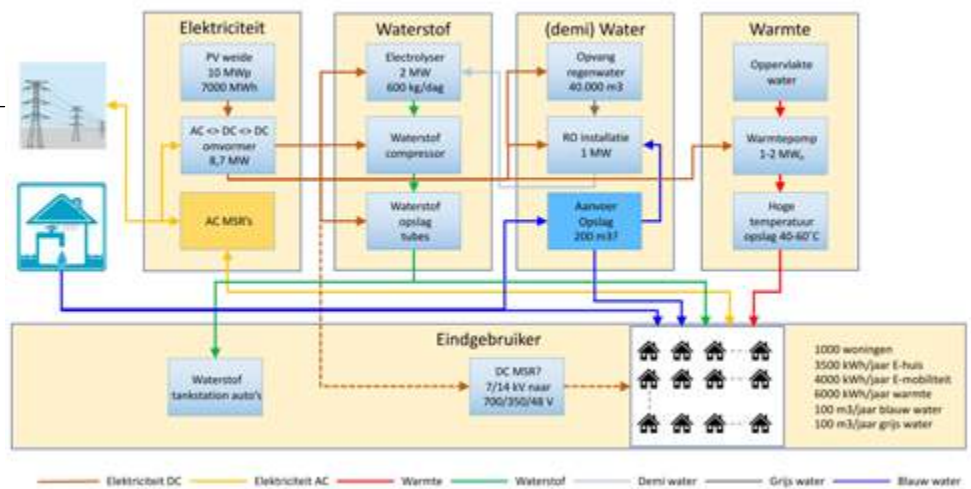 Elektriciteit
PV weide
10 MWp
7000 MWh
AC <> DC <> DC
omvormer
8,7 MW
AC MSR's
Waterstof
Electrolyser
2 MW
600 kg/dag
Waterstof
compressor
Waterstof
opslag
tubes
(demi) Water
Opvang
regenwater
40.000 m3
RO installatie
1 MW
Aanvoer
Opslag
200 m3?
Warmte
Oppervlakte
water
Warmtepomp
1-2 MWₚ
Hoge
temperatuur
opslag 40-60˚C
Eindgebruiker
Waterstof
tankstation auto's
DC MSR?
7/14 kV naar
700/350/48 V
1000 woningen
3500 kWh/jaar E-huis
4000 kWh/jaar E-mobiliteit
6000 kWh/jaar warmte
100 m3/jaar blauw water
100 m3/jaar grijs water
Elektriciteit DC
Elektriciteit AC
Warmte
Waterstof
Demi water
Grijs water
Blauw water